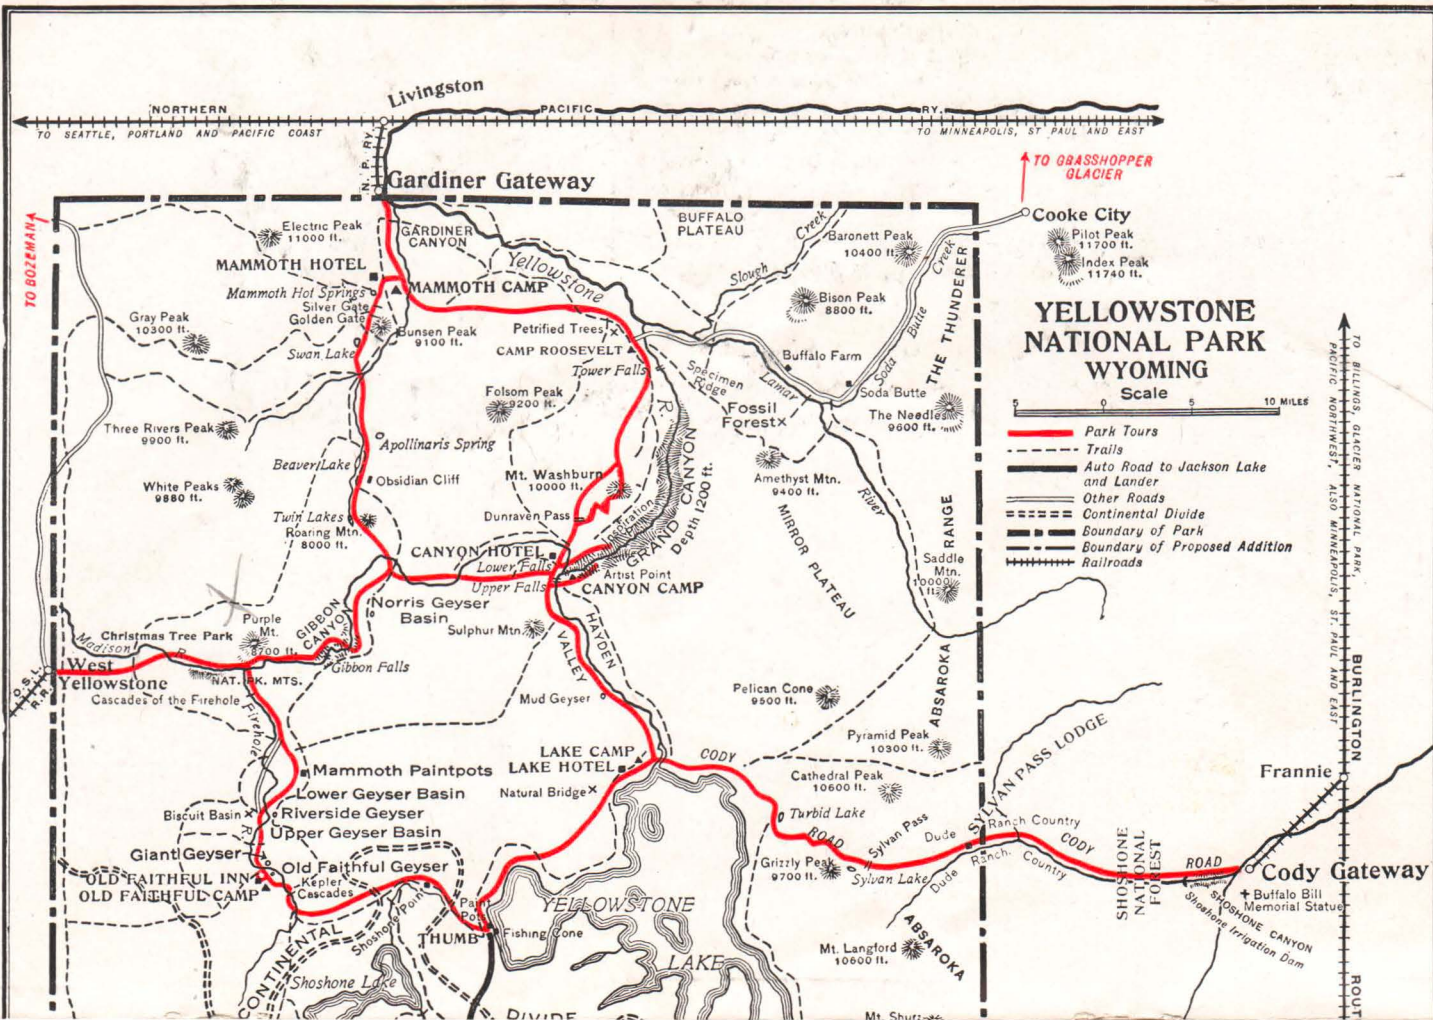 Livingston
NORTHERN
PACIFIC
RY.
TO SEATTLE, PORTLAND AND PACIFIC COAST
TO MINNEAPOLIS, ST PAUL AND EAST
N. P. RY.
TO GRASSHOPPER
GLACIER
Gardiner Gateway
Cooke City
Pilot Peak
11700 ft.
Index Peak
11740 ft.
TO BOZEMAN
Electric Peak
11000 ft.
GARDINER
CANYON
BUFFALO
PLATEAU
Slough
Creek
Baronett Peak
10400 ft.
Yellowstone
MAMMOTH HOTEL
MAMMOTH CAMP
Mammoth Hot Springs
Silver Gate
Golden Gate
Bunsen Peak
9100 ft.
Gray Peak
10300 ft.
Swan Lake
Petrified Trees
CAMP ROOSEVELT
Tower Falls
Bison Peak
8800 ft.
Buffalo Farm
Soda Butte
Soda Butte Creek
THE THUNDERER
YELLOWSTONE
NATIONAL PARK
WYOMING
Scale
5 0 5 10 MILES
Park Tours
Trails
Auto Road to Jackson Lake
and Lander
Other Roads
Continental Divide
Boundary of Park
Boundary of Proposed Addition
Railroads
TO BILLINGS, GLACIER NATIONAL PARK,
PACIFIC NORTHWEST, ALSO MINNEAPOLIS, ST. PAUL AND EAST
Specimen
Ridge
Lamar
River
Fossil
Forest
The Needles
9600 ft.
Folsom Peak
9200 ft.
Three Rivers Peak
9900 ft.
Apollinaris Spring
Beaver Lake
Obsidian Cliff
White Peaks
9880 ft.
Mt. Washburn
10000 ft.
Amethyst Mtn.
9400 ft.
R.
GRAND CANYON
Depth 1200 ft.
Twin Lakes
Roaring Mtn.
8000 ft.
Dunraven Pass
Inspiration
CANYON HOTEL
Lower Falls
Upper Falls
Artist Point
CANYON CAMP
MIRROR PLATEAU
Saddle
Mtn.
10000
ft.
ABSAROKA
RANGE
Norris Geyser
Basin
GIBBON
CANYON
Purple
Mt.
8700 ft.
Christmas Tree Park
Madison R.
Gibbon Falls
Sulphur Mtn.
HAYDEN
VALLEY
O.S.L.
R.R.
West
Yellowstone
NAT. PK. MTS.
Cascades of the Firehole
Firehole
R.
Mud Geyser
Pelican Cone
9500 ft.
Pyramid Peak
10300 ft.
Mammoth Paintpots
Lower Geyser Basin
Biscuit Basin
Riverside Geyser
Upper Geyser Basin
Giant Geyser
Old Faithful Geyser
OLD FAITHFUL INN
OLD FAITHFUL CAMP
Kepler
Cascades
LAKE CAMP
LAKE HOTEL
Natural Bridge
CODY
ROAD
Cathedral Peak
10600 ft.
Turbid Lake
Grizzly Peak
9700 ft.
Sylvan Pass
Sylvan Lake
SYLVAN PASS LODGE
Dude Ranch Country
Dude Ranch Country
CODY
ROAD
SHOSHONE
NATIONAL
FOREST
Frannie
BURLINGTON
ROUT
Cody Gateway
Buffalo Bill
Memorial Statue
SHOSHONE CANYON
Shoshone Irrigation Dam
CONTINENTAL
DIVIDE
Shoshone Point
Shoshone Lake
Paint
Pots
THUMB
Fishing Cone
YELLOWSTONE
LAKE
Mt. Langford
10600 ft.
ABSAROKA